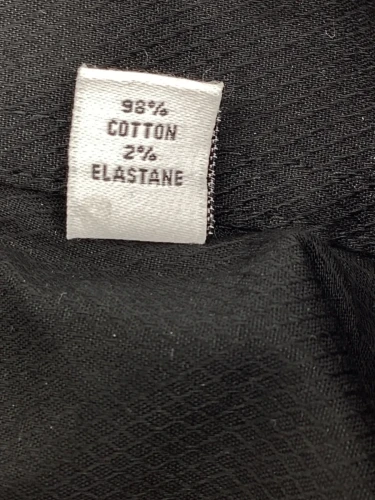 98%
COTTON
2%
ELASTANE